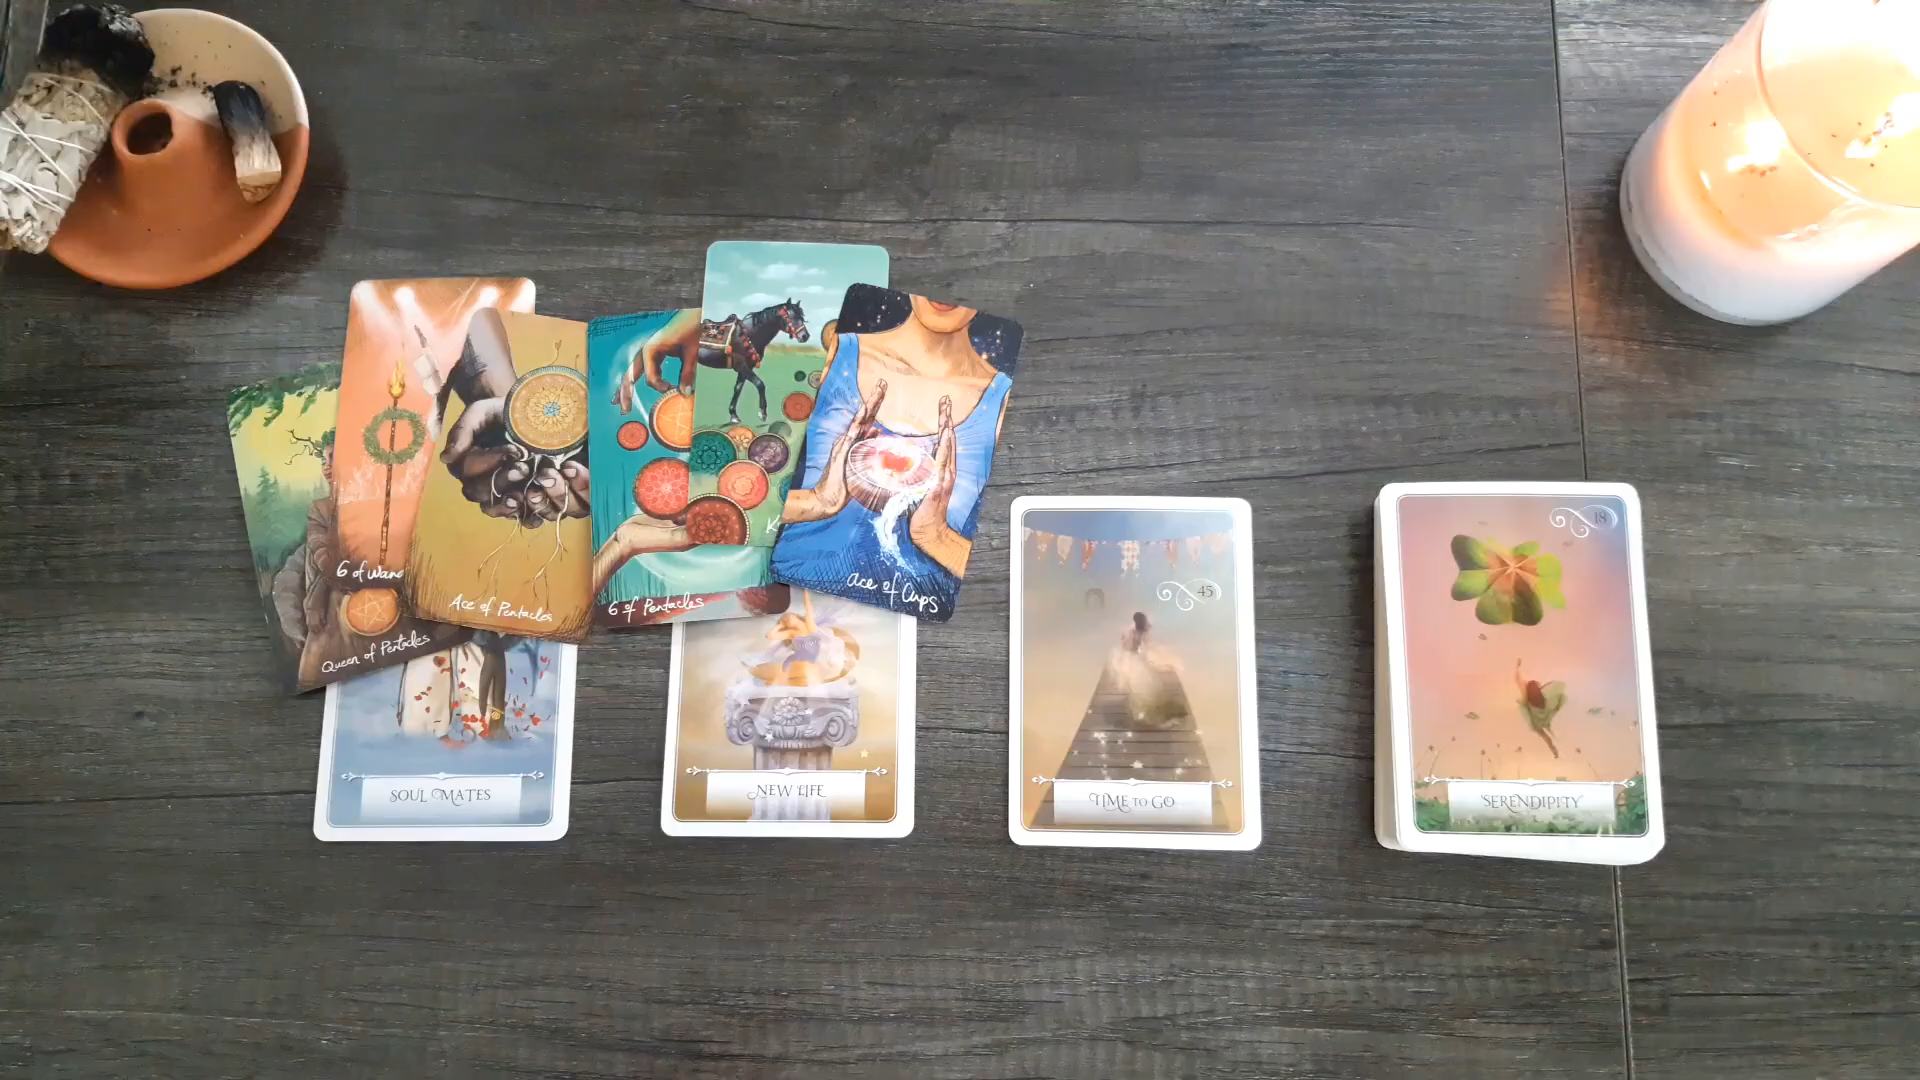 6 of Wand
Ace of Pentacles
6 of Pentacles
K
Ace of Cups
Queen of Pentacles
SOUL MATES
NEW LIFE
45
TIME TO GO
18
SERENDIPITY